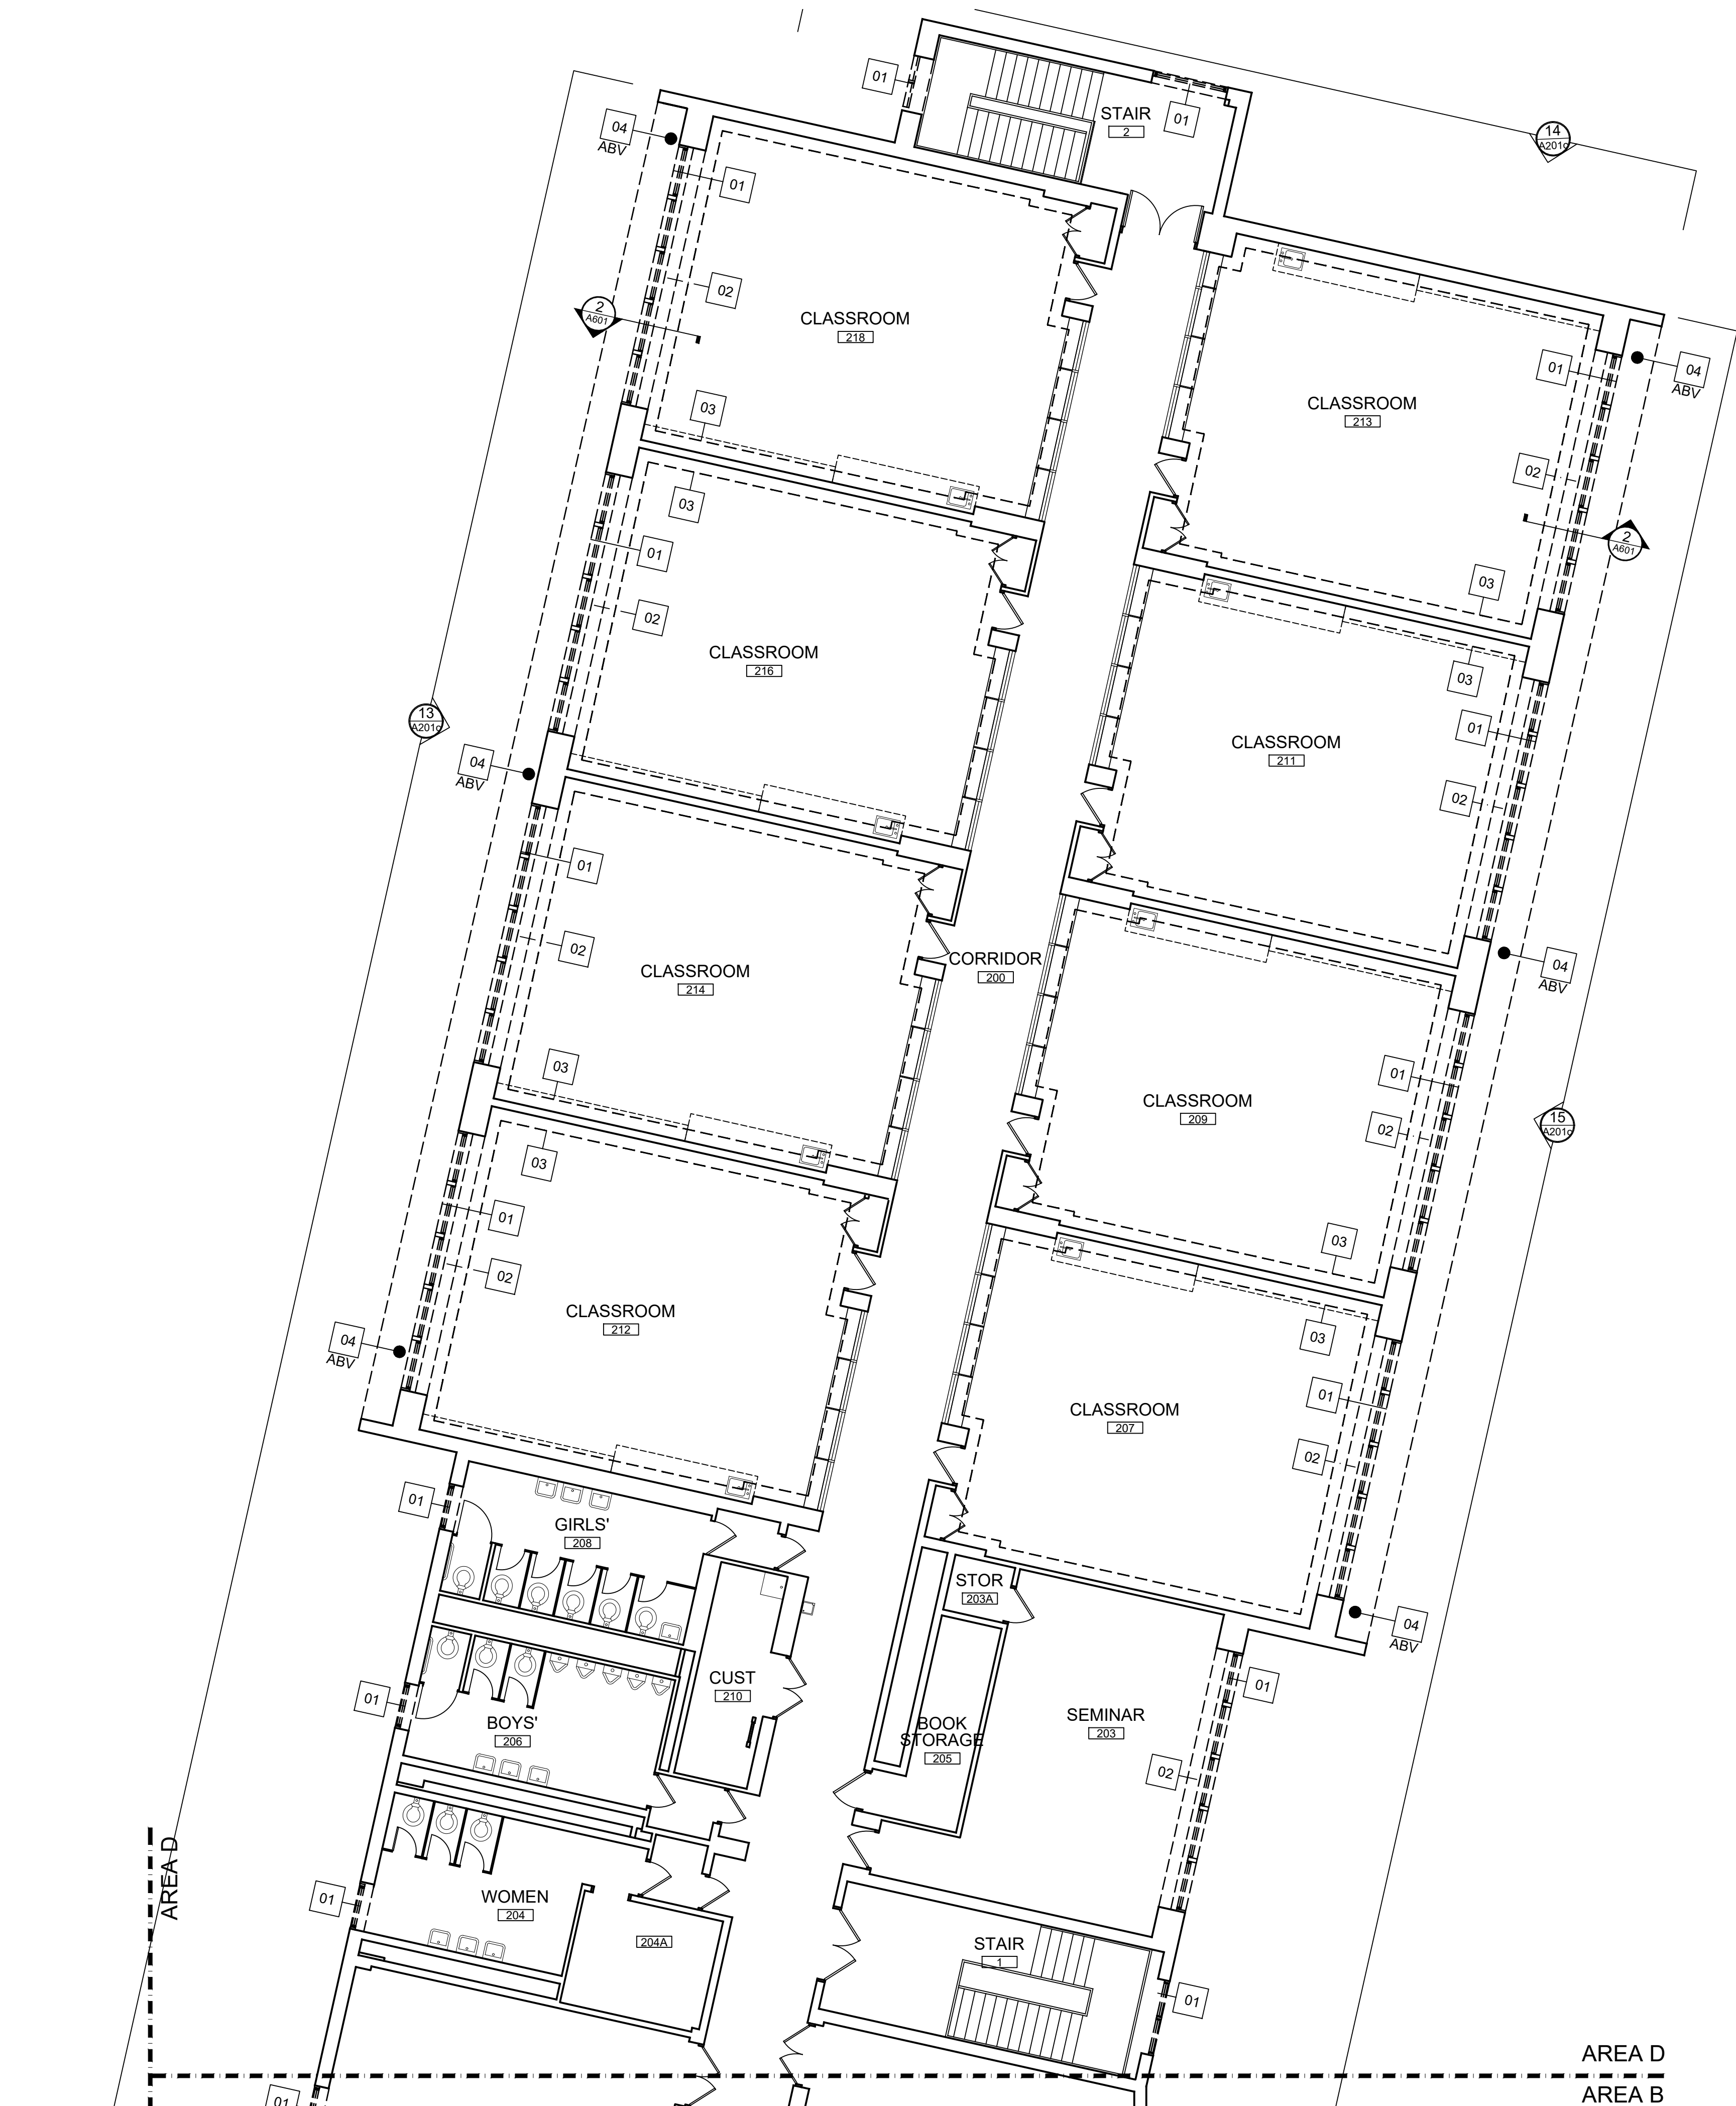 01
STAIR
2
01
14
A201c
04
ABV
01
02
2
A601
CLASSROOM
218
03
CLASSROOM
213
01
04
ABV
02
2
A601
03
03
01
02
CLASSROOM
216
13
A201c
04
ABV
03
01
CLASSROOM
211
02
01
02
CLASSROOM
214
CORRIDOR
200
04
ABV
03
01
02
CLASSROOM
209
15
A201c
03
03
01
02
CLASSROOM
212
04
ABV
03
01
02
CLASSROOM
207
01
GIRLS'
208
STOR
203A
04
ABV
01
CUST
210
01
BOYS'
206
BOOK
STORAGE
205
SEMINAR
203
02
AREA D
01
WOMEN
204
204A
STAIR
1
01
AREA D
AREA B
01